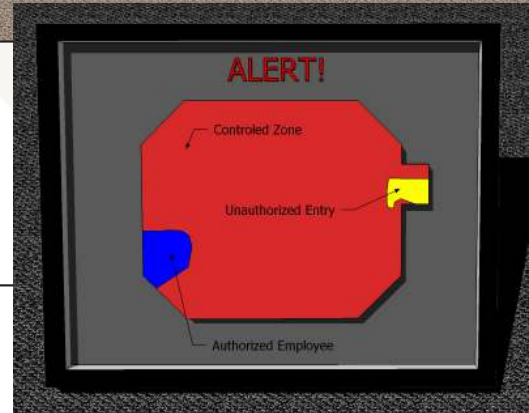 ALERT!
Controled Zone
Unauthorized Entry
Authorized Employee